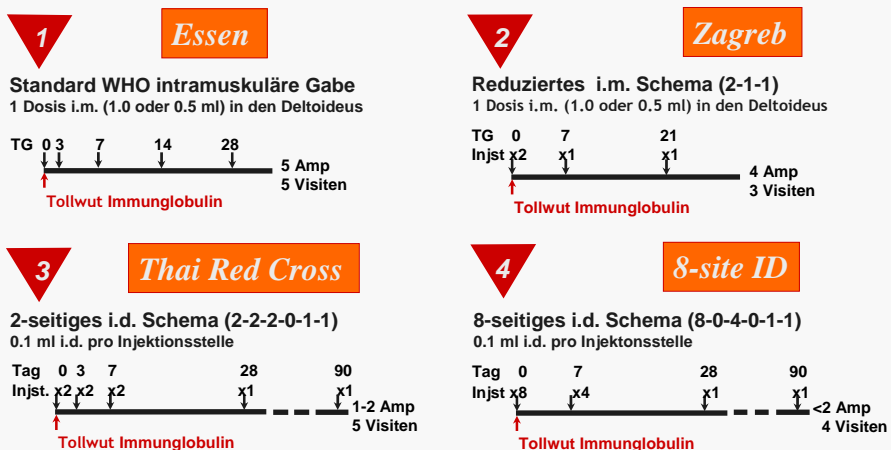 1
Essen
Standard WHO intramuskuläre Gabe
1 Dosis i.m. (1.0 oder 0.5 ml) in den Deltoideus
TG 0 3 7 14 28
5 Amp
5 Visiten
Tollwut Immunglobulin
2
Zagreb
Reduziertes i.m. Schema (2-1-1)
1 Dosis i.m. (1.0 oder 0.5 ml) in den Deltoideus
TG 0 7 21
Injst x2 x1 x1
4 Amp
3 Visiten
Tollwut Immunglobulin
3
Thai Red Cross
2-seitiges i.d. Schema (2-2-2-0-1-1)
0.1 ml i.d. pro Injektionsstelle
Tag 0 3 7 28 90
Injst. x2 x2 x2 x1 x1
1-2 Amp
5 Visiten
Tollwut Immunglobulin
4
8-site ID
8-seitiges i.d. Schema (8-0-4-0-1-1)
0.1 ml i.d. pro Injektonsstelle
Tag 0 7 28 90
Injst x8 x4 x1 x1
<2 Amp
4 Visiten
Tollwut Immunglobulin